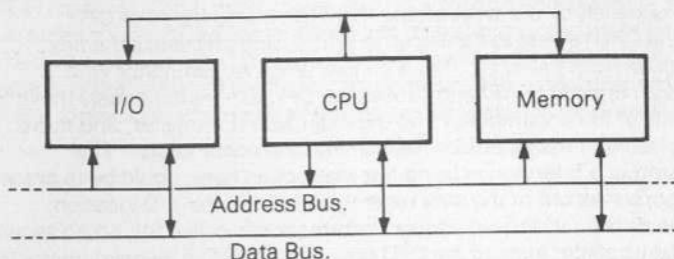 I/O
CPU
Memory
Address Bus.
Data Bus.